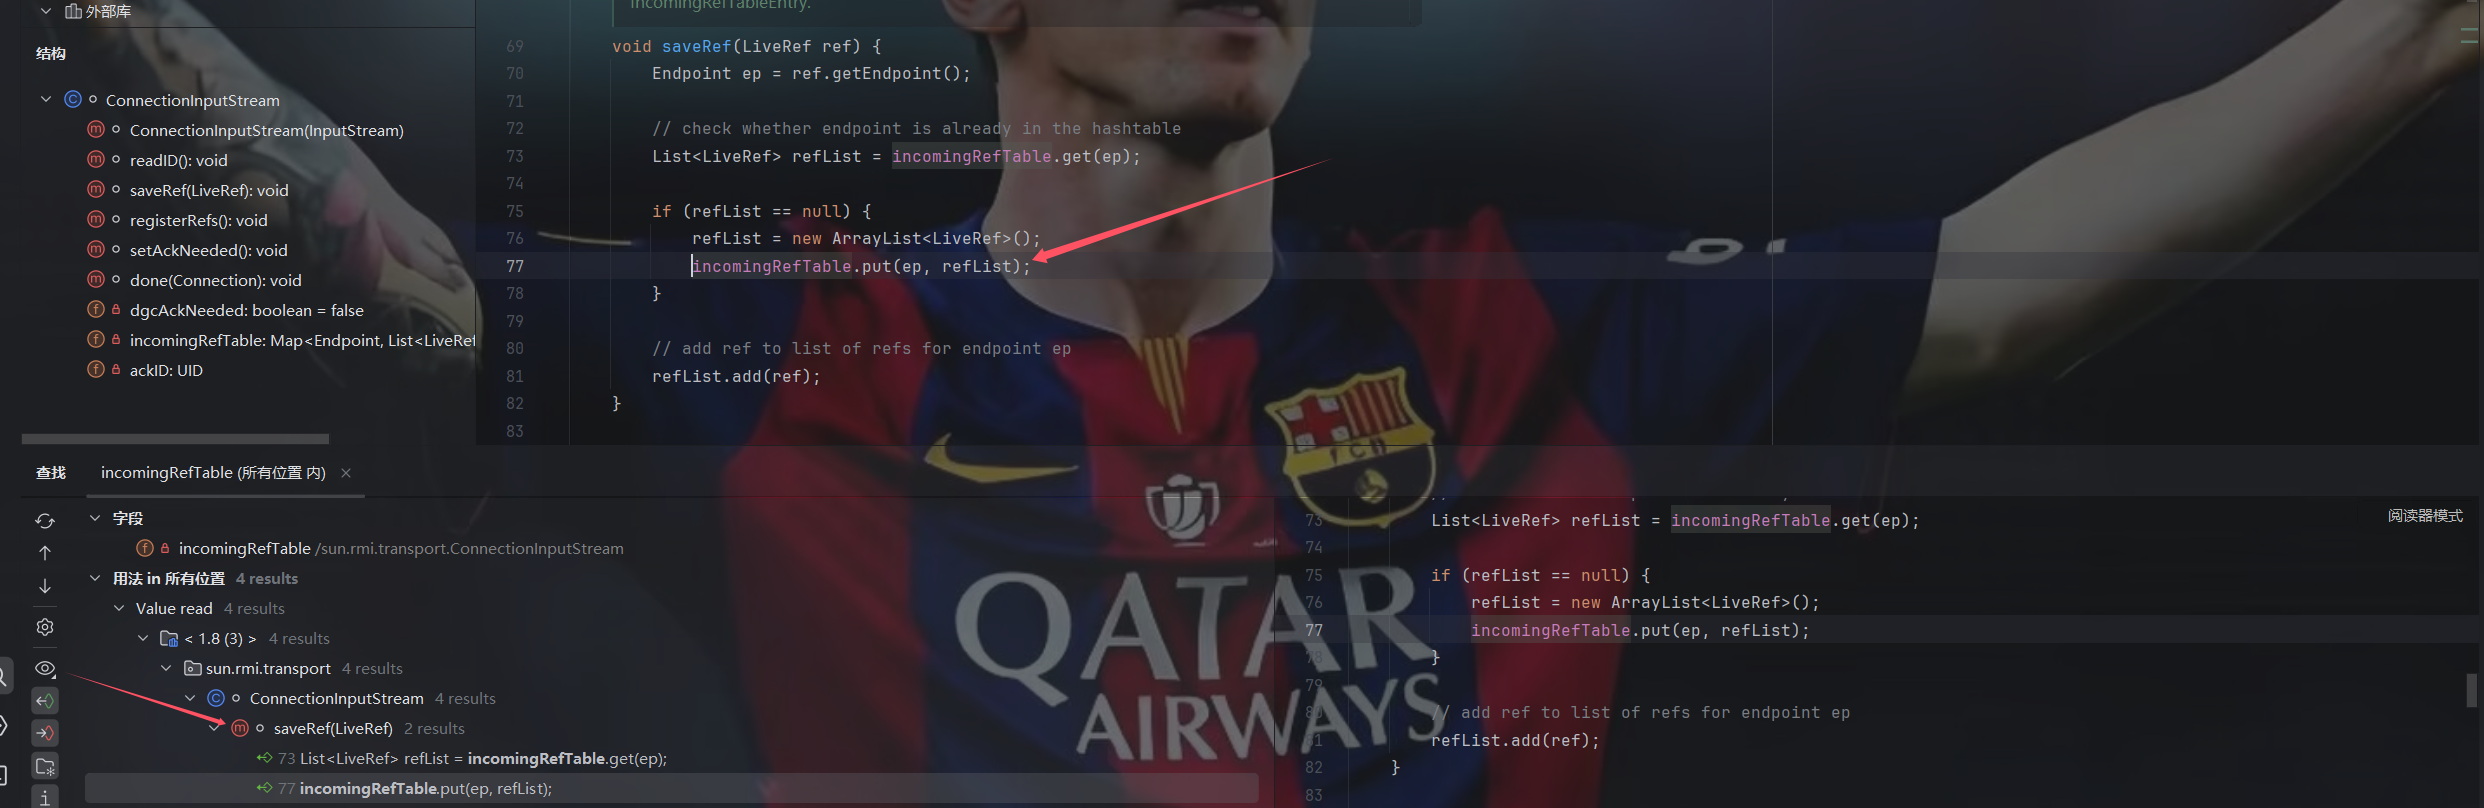 外部库
结构
ConnectionInputStream
ConnectionInputStream(InputStream)
readID(): void
saveRef(LiveRef): void
registerRefs(): void
setAckNeeded(): void
done(Connection): void
dgcAckNeeded: boolean = false
incomingRefTable: Map<Endpoint, List<LiveRef
ackID: UID
IncomingRefTableEntry.
69 void saveRef(LiveRef ref) {
70 Endpoint ep = ref.getEndpoint();
71
72 // check whether endpoint is already in the hashtable
73 List<LiveRef> refList = incomingRefTable.get(ep);
74
75 if (refList == null) {
76 refList = new ArrayList<LiveRef>();
77 incomingRefTable.put(ep, refList);
78 }
79
80 // add ref to list of refs for endpoint ep
81 refList.add(ref);
82 }
83
查找 incomingRefTable (所有位置 内)
字段
incomingRefTable /sun.rmi.transport.ConnectionInputStream
用法 in 所有位置 4 results
Value read 4 results
< 1.8 (3) > 4 results
sun.rmi.transport 4 results
ConnectionInputStream 4 results
saveRef(LiveRef) 2 results
73 List<LiveRef> refList = incomingRefTable.get(ep);
77 incomingRefTable.put(ep, refList);
阅读器模式
73 List<LiveRef> refList = incomingRefTable.get(ep);
74
75 if (refList == null) {
76 refList = new ArrayList<LiveRef>();
77 incomingRefTable.put(ep, refList);
78 }
79
80 // add ref to list of refs for endpoint ep
81 refList.add(ref);
82 }
83
FCB
QATAR
AIRWAYS